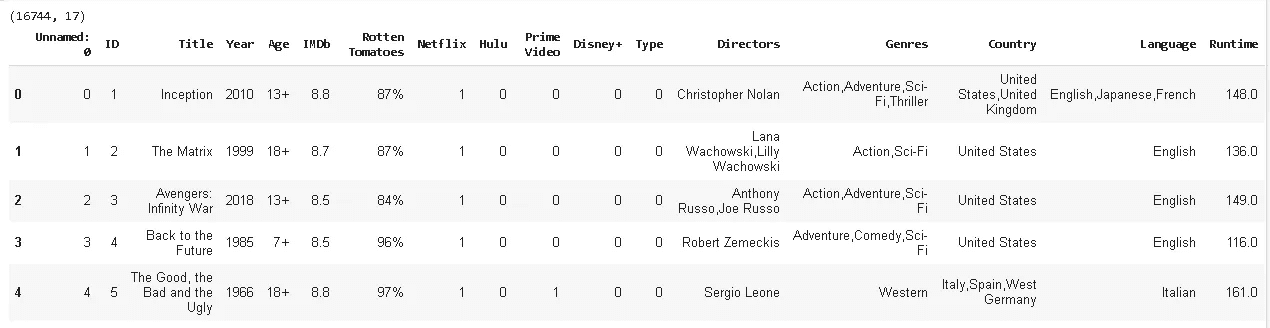 (16744, 17)
Unnamed: 0 ID Title Year Age IMDb Rotten Tomatoes Netflix Hulu Prime Video Disney+ Type Directors Genres Country Language Runtime
0 0 1 Inception 2010 13+ 8.8 87% 1 0 0 0 0 Christopher Nolan Action,Adventure,Sci-Fi,Thriller United States,United Kingdom English,Japanese,French 148.0
1 1 2 The Matrix 1999 18+ 8.7 87% 1 0 0 0 0 Lana Wachowski,Lilly Wachowski Action,Sci-Fi United States English 136.0
2 2 3 Avengers: Infinity War 2018 13+ 8.5 84% 1 0 0 0 0 Anthony Russo,Joe Russo Action,Adventure,Sci-Fi United States English 149.0
3 3 4 Back to the Future 1985 7+ 8.5 96% 1 0 0 0 0 Robert Zemeckis Adventure,Comedy,Sci-Fi United States English 116.0
4 4 5 The Good, the Bad and the Ugly 1966 18+ 8.8 97% 1 0 1 0 0 Sergio Leone Western Italy,Spain,West Germany Italian 161.0